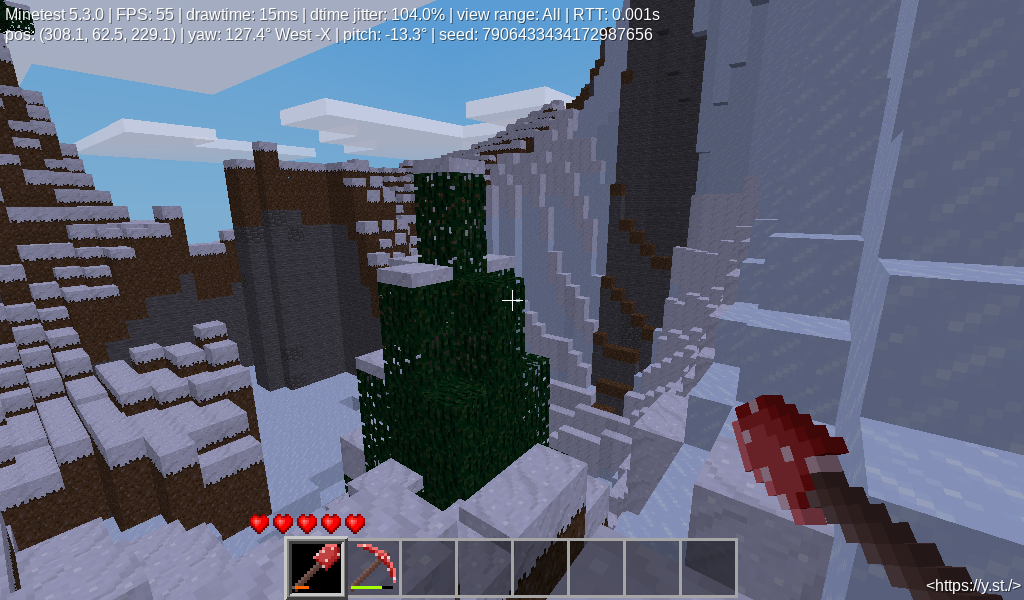 Minetest 5.3.0 | FPS: 55 | drawtime: 15ms | dtime jitter: 104.0% | view range: All | RTT: 0.001s
pos: (308.1, 62.5, 229.1) | yaw: 127.4° West -X | pitch: -13.3° | seed: 7906433434172987656
<https://y.st./>